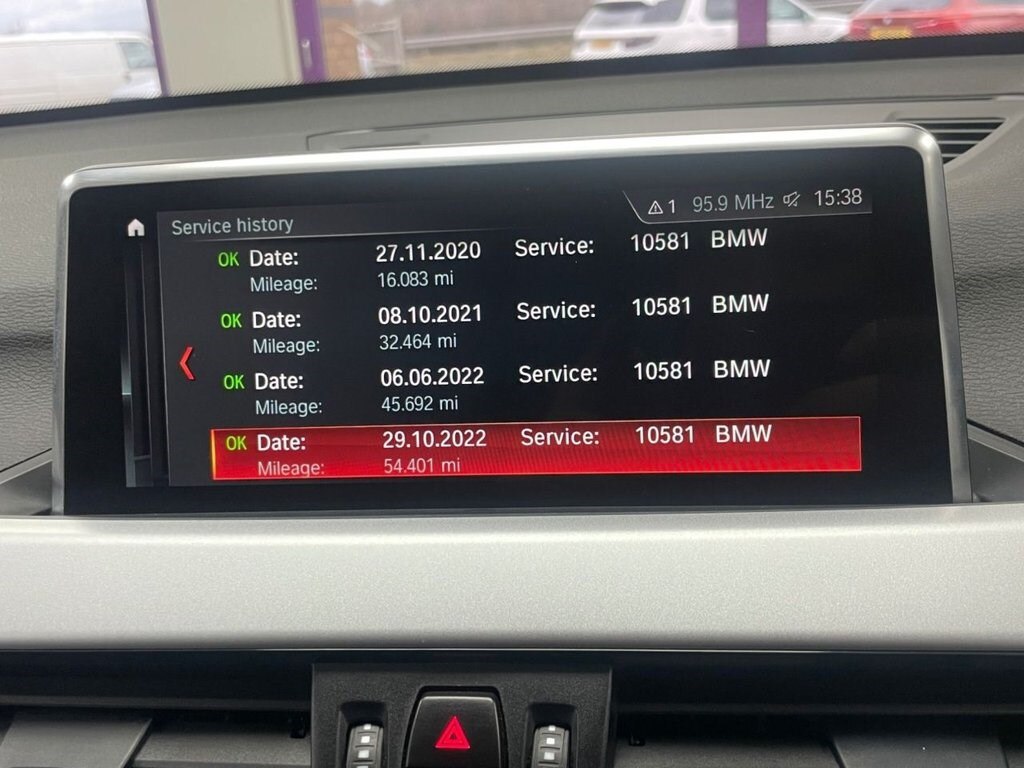 1 95.9 MHz 15:38
Service history
OK Date: 27.11.2020 Service: 10581 BMW
Mileage: 16.083 mi
OK Date: 08.10.2021 Service: 10581 BMW
Mileage: 32.464 mi
OK Date: 06.06.2022 Service: 10581 BMW
Mileage: 45.692 mi
OK Date: 29.10.2022 Service: 10581 BMW
Mileage: 54.401 mi